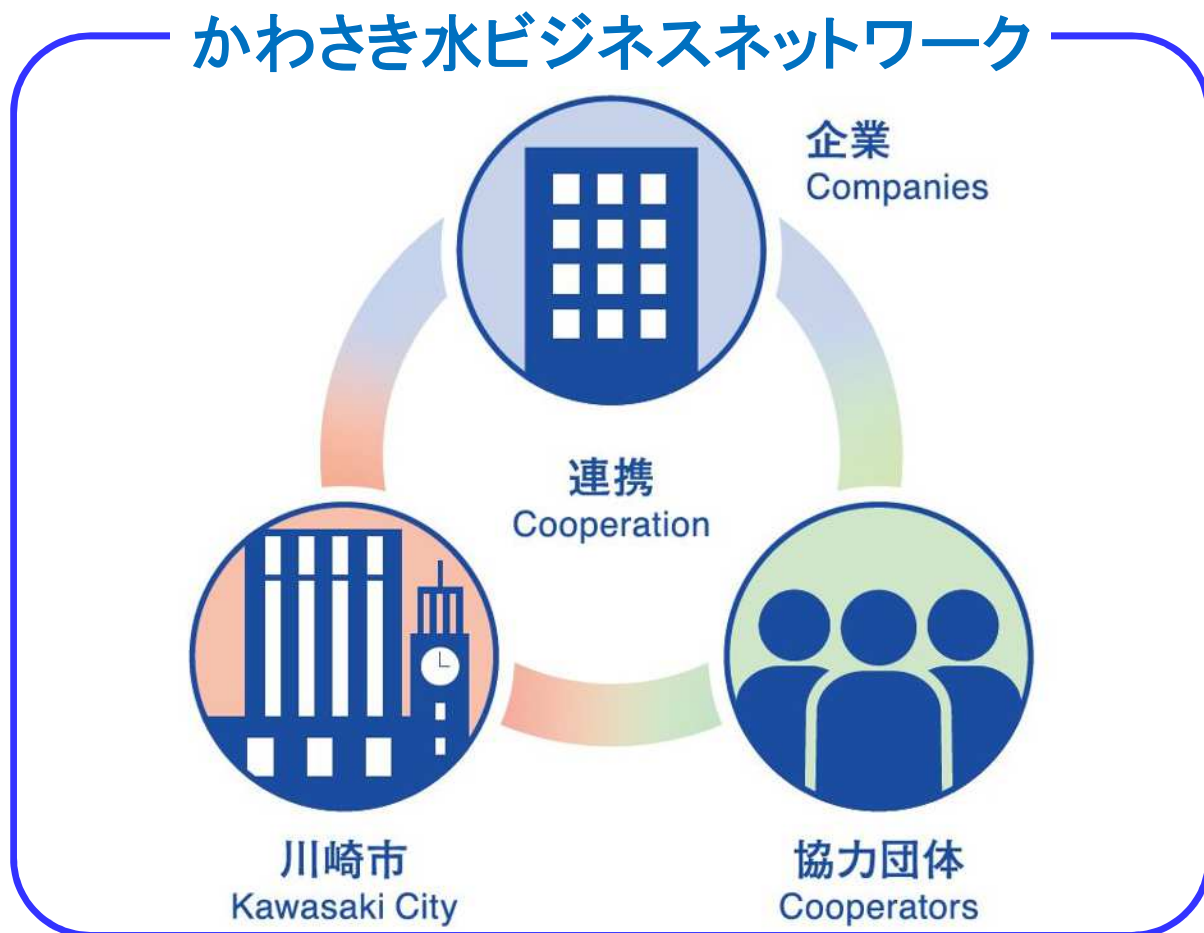 かわさき水ビジネスネットワーク
企業
Companies
連携
Cooperation
川崎市
Kawasaki City
協力団体
Cooperators